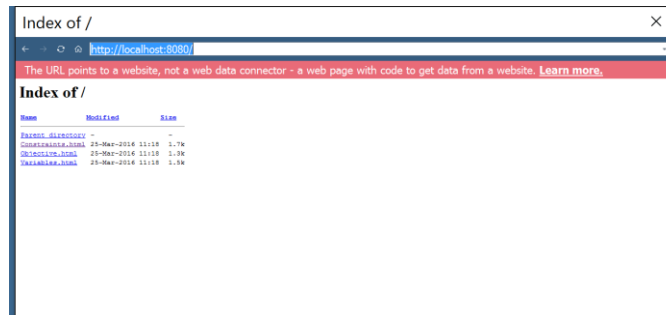 Index of /
http://localhost:8080/
The URL points to a website, not a web data connector - a web page with code to get data from a website. Learn more.
Index of /
Name Modified Size
Parent directory - -
Constraints.html 25-Mar-2016 11:18 1.7k
Objective.html 25-Mar-2016 11:18 1.3k
Variables.html 25-Mar-2016 11:18 1.5k